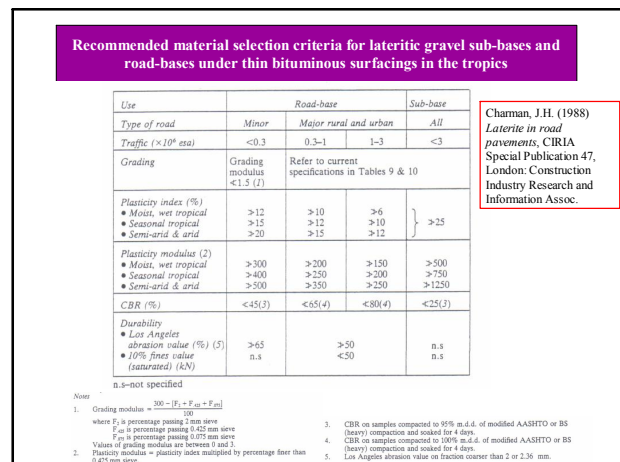 Recommended material selection criteria for lateritic gravel sub-bases and
road-bases under thin bituminous surfacings in the tropics
Use Road-base Sub-base
Type of road Minor Major rural and urban All
Traffic (×10⁶ esa) <0.3 0.3–1 1–3 <3
Grading Grading Refer to current
modulus specifications in Tables 9 & 10
≮1.5 (1)
Plasticity index (%)
• Moist, wet tropical ≯12 ≯10 ≯6
• Seasonal tropical ≯15 ≯12 ≯10 } ≯25
• Semi-arid & arid ≯20 ≯15 ≯12
Plasticity modulus (2)
• Moist, wet tropical ≯300 ≯200 ≯150 ≯500
• Seasonal tropical ≯400 ≯250 ≯200 ≯750
• Semi-arid & arid ≯500 ≯350 ≯250 ≯1250
CBR (%) ≮45(3) ≮65(4) ≮80(4) ≮25(3)
Durability
• Los Angeles
abrasion value (%) (5) ≯65 ≯50 n.s
• 10% fines value n.s ≮50 n.s
(saturated) (kN)
n.s–not specified
Charman, J.H. (1988)
Laterite in road
pavements, CIRIA
Special Publication 47,
London: Construction
Industry Research and
Information Assoc.
Notes
1. Grading modulus = 300 – [F₂ + F.₄₂₅ + F.₀₇₅] / 100
where F₂ is percentage passing 2 mm sieve
F.₄₂₅ is percentage passing 0.425 mm sieve
F.₀₇₅ is percentage passing 0.075 mm sieve
Values of grading modulus are between 0 and 3.
2. Plasticity modulus = plasticity index multiplied by percentage finer than
0.425 mm sieve
3. CBR on samples compacted to 95% m.d.d. of modified AASHTO or BS
(heavy) compaction and soaked for 4 days.
4. CBR on samples compacted to 100% m.d.d. of modified AASHTO or BS
(heavy) compaction and soaked for 4 days.
5. Los Angeles abrasion value on fraction coarser than 2 or 2.36 mm.